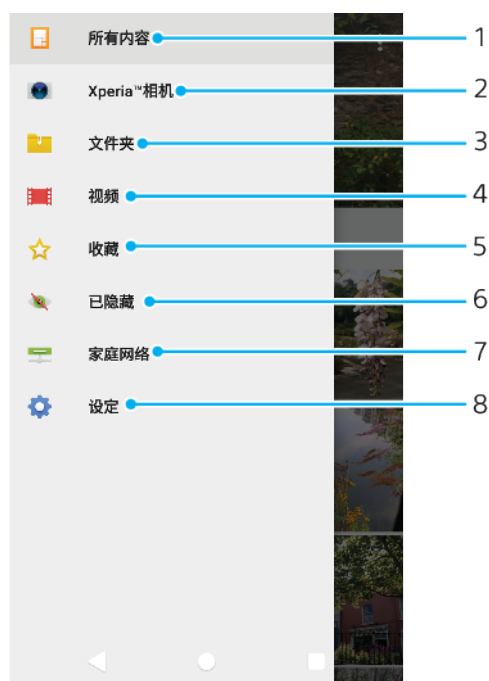 所有内容 1
Xperia™相机 2
文件夹 3
视频 4
收藏 5
已隐藏 6
家庭网络 7
设定 8